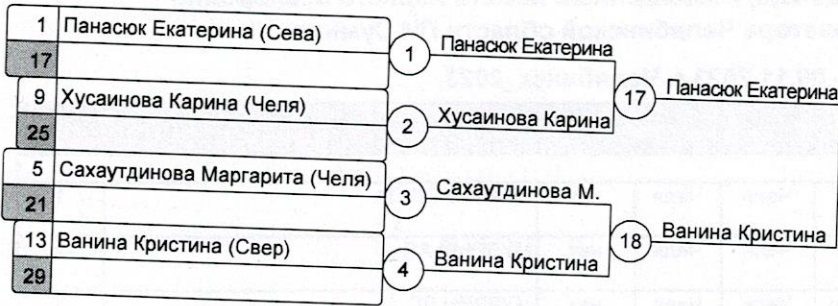 1 Панасюк Екатерина (Сева)
17
1 Панасюк Екатерина
9 Хусаинова Карина (Челя)
25
2 Хусаинова Карина
17 Панасюк Екатерина
5 Сахаутдинова Маргарита (Челя)
21
3 Сахаутдинова М.
13 Ванина Кристина (Свер)
29
4 Ванина Кристина
18 Ванина Кристина